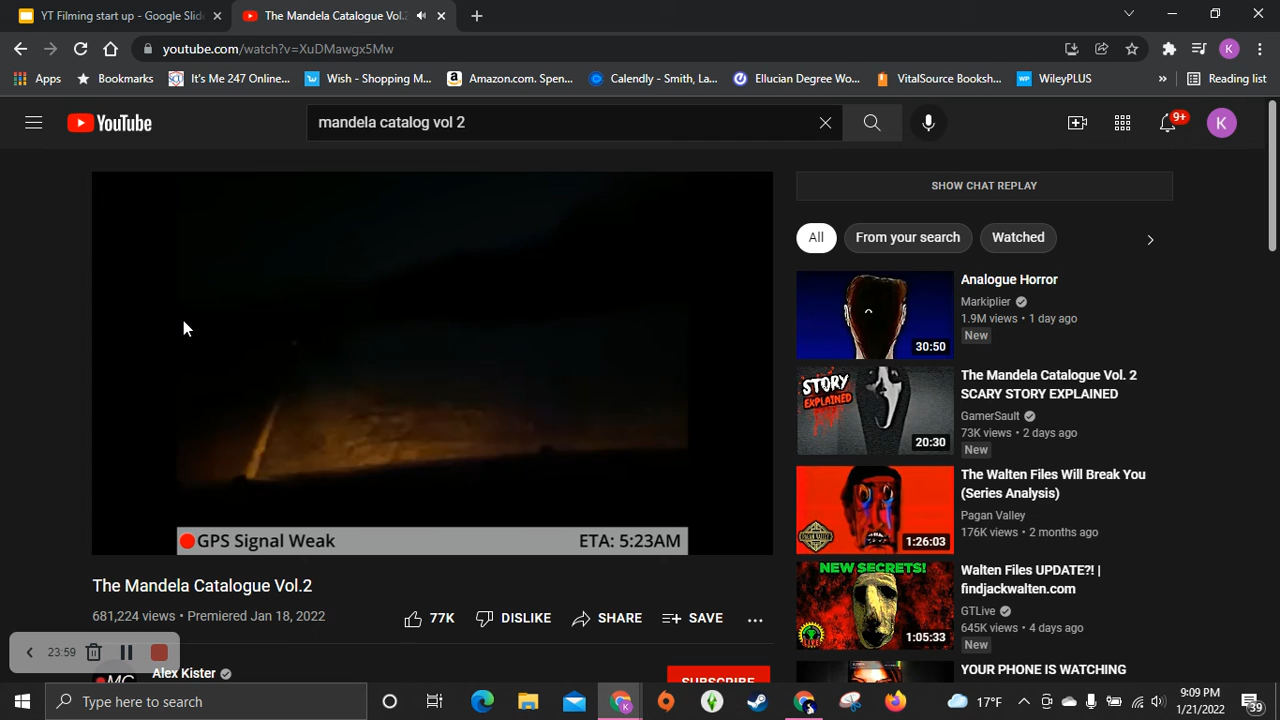 YT Filming start up - Google Slide
The Mandela Catalogue Vol.2
youtube.com/watch?v=XuDMawgx5Mw
K
Apps
Bookmarks
It's Me 247 Online...
Wish - Shopping M...
Amazon.com. Spen...
Calendly - Smith, La...
Ellucian Degree Wo...
VitalSource Booksh...
WileyPLUS
»
Reading list
YouTube
mandela catalog vol 2
9+
K
SHOW CHAT REPLAY
All
From your search
Watched
GPS Signal Weak
ETA: 5:23AM
The Mandela Catalogue Vol.2
681,224 views • Premiered Jan 18, 2022
77K
DISLIKE
SHARE
SAVE
23:59
Alex Kister
SUBSCRIBE
Analogue Horror
Markiplier
1.9M views • 1 day ago
New
30:50
The Mandela Catalogue Vol. 2
SCARY STORY EXPLAINED
GamerSault
73K views • 2 days ago
New
STORY
EXPLAINED
20:30
The Walten Files Will Break You
(Series Analysis)
Pagan Valley
176K views • 2 months ago
1:26:03
Walten Files UPDATE?! |
findjackwalten.com
GTLive
645K views • 4 days ago
New
NEW SECRETS!
1:05:33
YOUR PHONE IS WATCHING
Type here to search
17°F
9:09 PM
1/21/2022
39